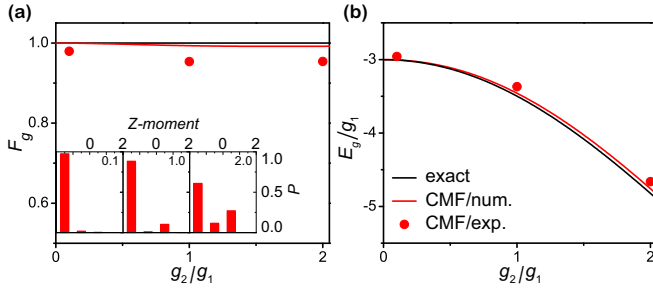 (a)
1.0
0.8
0.6
F_g
Z-moment
0 2 0 2 0 2
0.1 1.0 2.0
1.0
0.5
0.0
P
0 1 2
g_2/g_1
(b)
-3
-4
-5
E_g/g_1
exact
CMF/num.
CMF/exp.
0 1 2
g_2/g_1